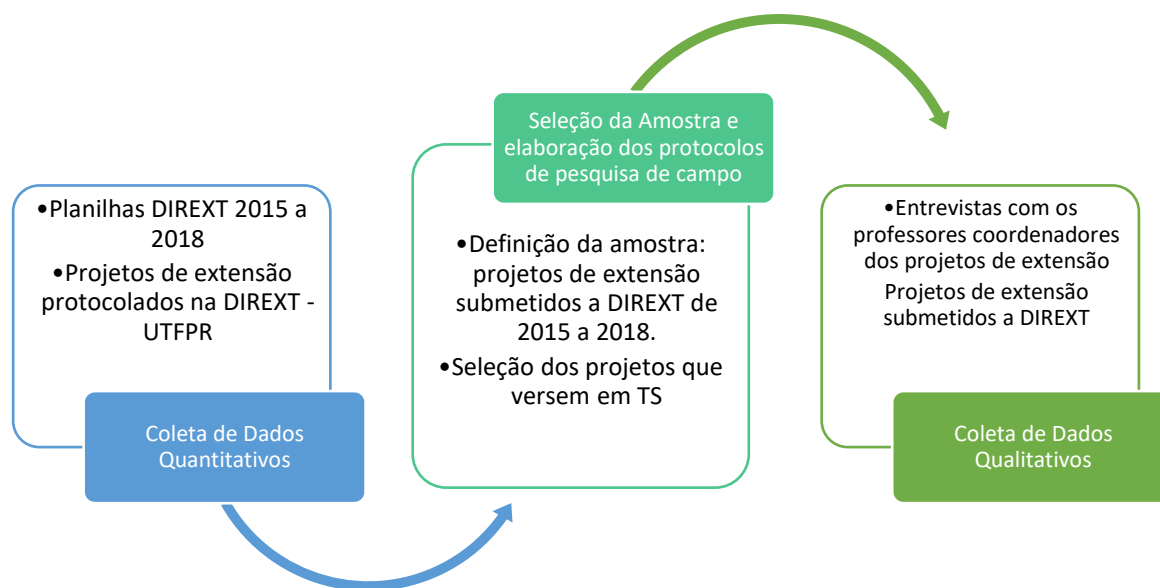 •Planilhas DIREXT 2015 a
2018
•Projetos de extensão
protocolados na DIREXT -
UTFPR
Coleta de Dados
Quantitativos
Seleção da Amostra e
elaboração dos protocolos
de pesquisa de campo
•Definição da amostra:
projetos de extensão
submetidos a DIREXT de
2015 a 2018.
•Seleção dos projetos que
versem em TS
•Entrevistas com os
professores coordenadores
dos projetos de extensão
Projetos de extensão
submetidos a DIREXT
Coleta de Dados
Qualitativos